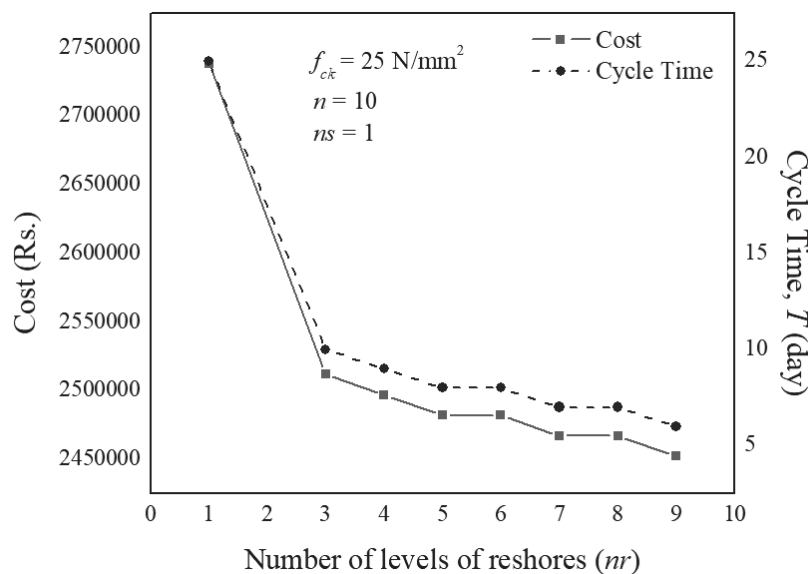 2750000
2700000
2650000
2600000
2550000
2500000
2450000
Cost (Rs.)
f_ck = 25 N/mm²
n = 10
ns = 1
Cost
Cycle Time
25
20
15
10
5
Cycle Time, T (day)
0 1 2 3 4 5 6 7 8 9 10
Number of levels of reshores (nr)